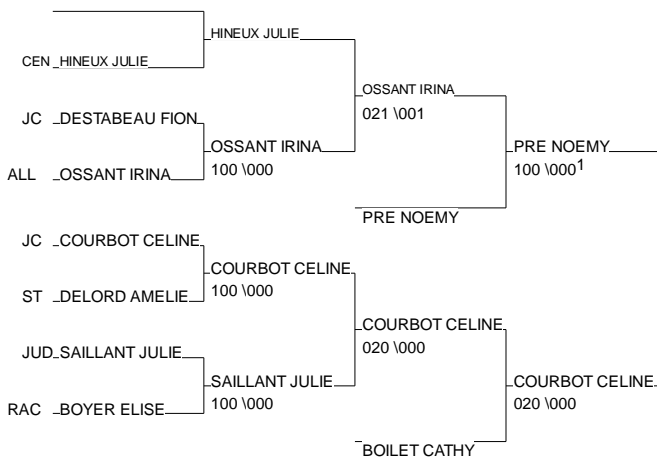 HINEUX JULIE
CEN HINEUX JULIE
OSSANT IRINA
021 \001
JC DESTABEAU FION
OSSANT IRINA
100 \000
PRE NOEMY
100 \000 1
ALL OSSANT IRINA
PRE NOEMY
JC COURBOT CELINE
COURBOT CELINE
100 \000
ST DELORD AMELIE
COURBOT CELINE
020 \000
JUD SAILLANT JULIE
SAILLANT JULIE
100 \000
COURBOT CELINE
020 \000
RAC BOYER ELISE
BOILET CATHY